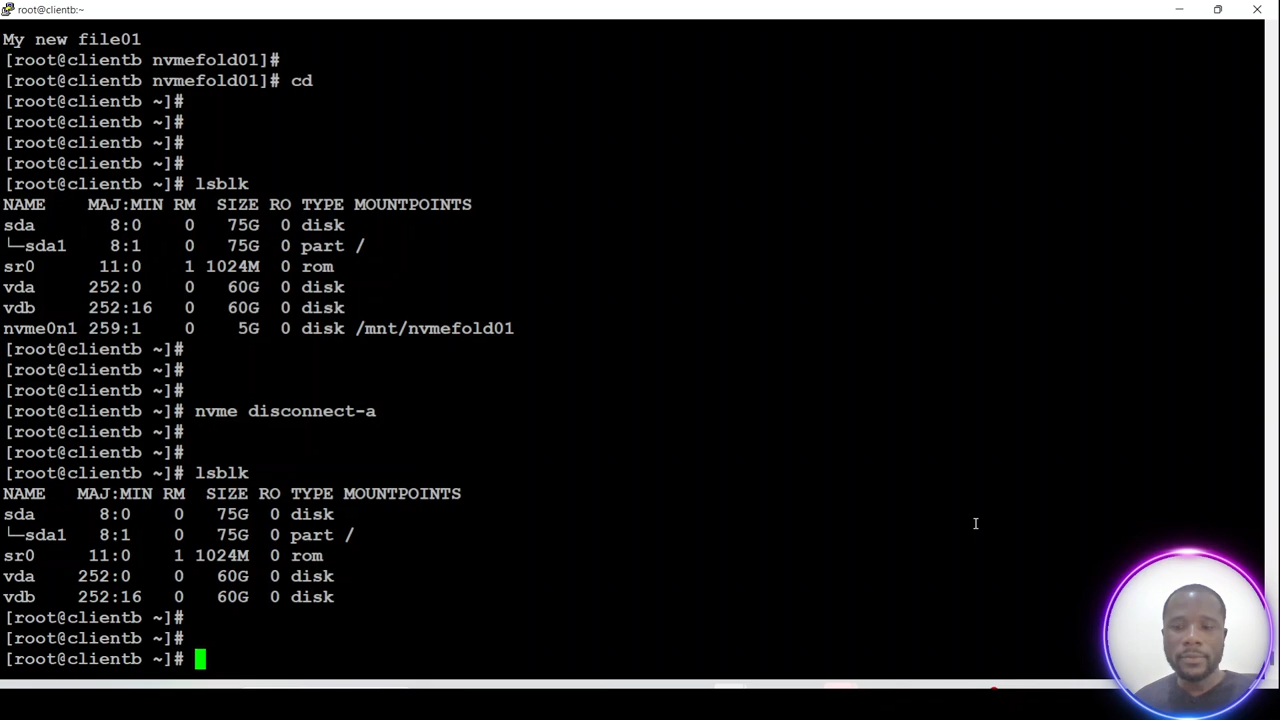 root@clientb:~
My new file01
[root@clientb nvmefold01]#
[root@clientb nvmefold01]# cd
[root@clientb ~]#
[root@clientb ~]#
[root@clientb ~]#
[root@clientb ~]#
[root@clientb ~]# lsblk
NAME    MAJ:MIN RM  SIZE RO TYPE MOUNTPOINTS
sda       8:0    0   75G  0 disk
└─sda1    8:1    0   75G  0 part /
sr0      11:0    1 1024M  0 rom
vda     252:0    0   60G  0 disk
vdb     252:16   0   60G  0 disk
nvme0n1 259:1    0    5G  0 disk /mnt/nvmefold01
[root@clientb ~]#
[root@clientb ~]#
[root@clientb ~]#
[root@clientb ~]# nvme disconnect-a
[root@clientb ~]#
[root@clientb ~]#
[root@clientb ~]# lsblk
NAME   MAJ:MIN RM  SIZE RO TYPE MOUNTPOINTS
sda      8:0    0   75G  0 disk
└─sda1   8:1    0   75G  0 part /
sr0     11:0    1 1024M  0 rom
vda    252:0    0   60G  0 disk
vdb    252:16   0   60G  0 disk
[root@clientb ~]#
[root@clientb ~]#
[root@clientb ~]#